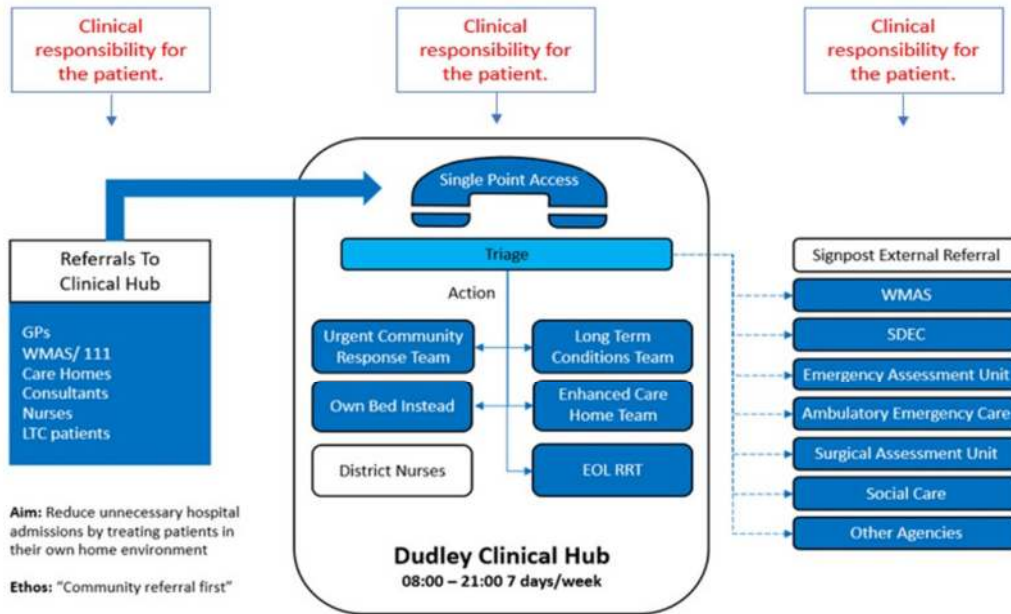 Clinical
responsibility for
the patient.
Clinical
responsibility for
the patient.
Clinical
responsibility for
the patient.
Referrals To
Clinical Hub
GPs
WMAS/ 111
Care Homes
Consultants
Nurses
LTC patients
Aim: Reduce unnecessary hospital
admissions by treating patients in
their own home environment
Ethos: “Community referral first”
Single Point Access
Triage
Action
Urgent Community
Response Team
Long Term
Conditions Team
Own Bed Instead
Enhanced Care
Home Team
District Nurses
EOL RRT
Dudley Clinical Hub
08:00 – 21:00 7 days/week
Signpost External Referral
WMAS
SDEC
Emergency Assessment Unit
Ambulatory Emergency Care
Surgical Assessment Unit
Social Care
Other Agencies